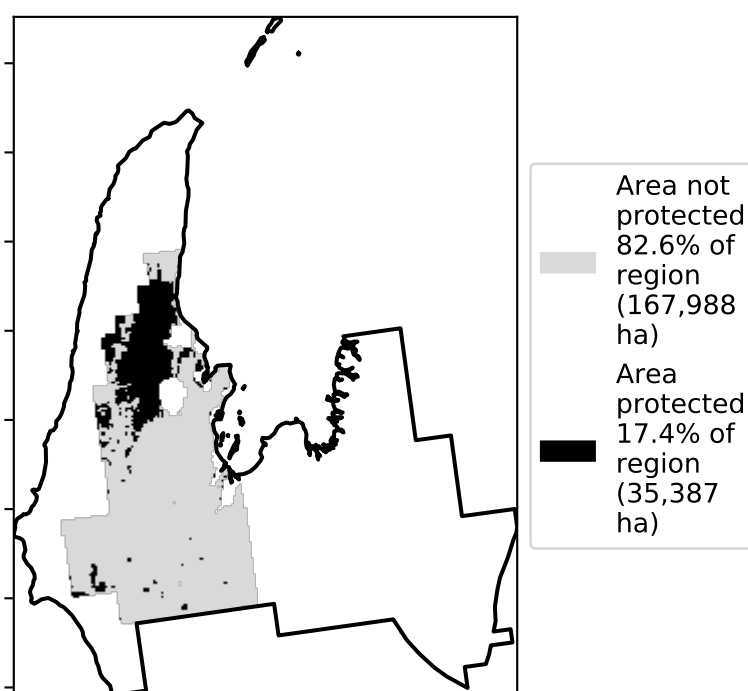 Area not
protected
82.6% of
region
(167,988
ha)
Area
protected
17.4% of
region
(35,387
ha)